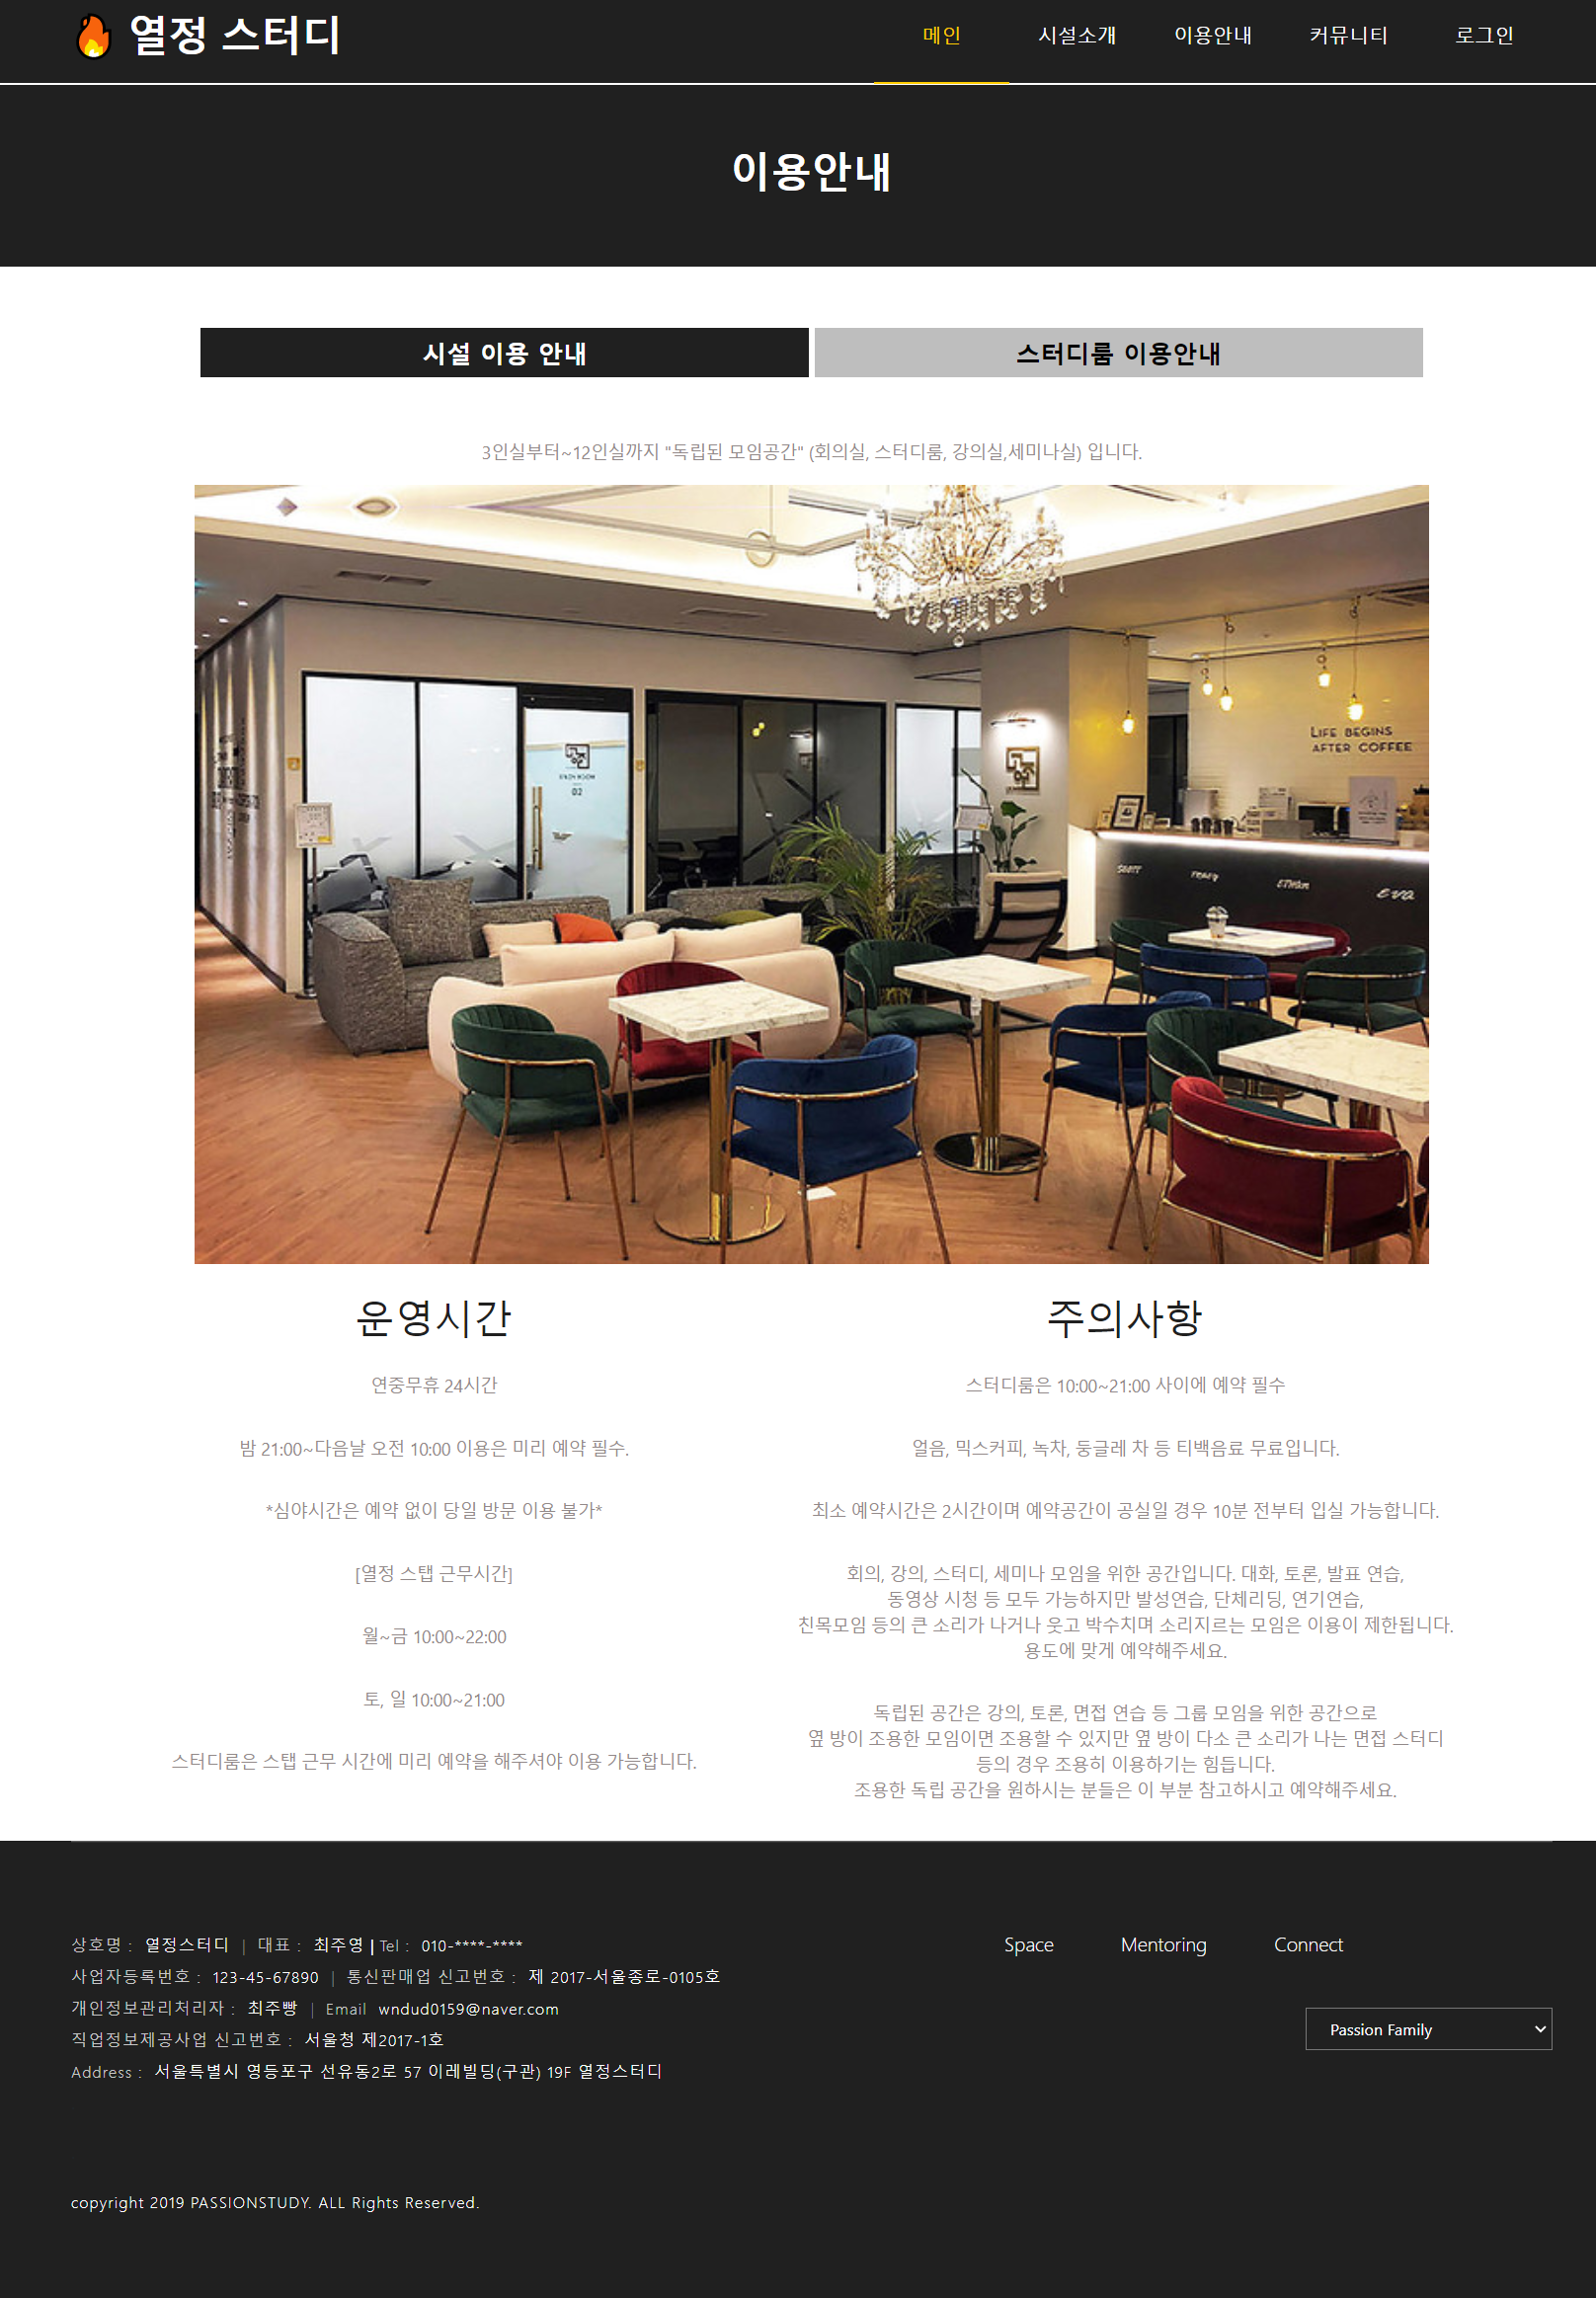 열정 스터디
메인 시설소개 이용안내 커뮤니티 로그인
이용안내
시설 이용 안내 스터디룸 이용안내
3인실부터~12인실까지 "독립된 모임공간" (회의실, 스터디룸, 강의실,세미나실) 입니다.
LIFE BEGINS
AFTER COFFEE
STUDY ROOM
02
Eva
운영시간
연중무휴 24시간
밤 21:00~다음날 오전 10:00 이용은 미리 예약 필수.
*심야시간은 예약 없이 당일 방문 이용 불가*
[열정 스탭 근무시간]
월~금 10:00~22:00
토, 일 10:00~21:00
스터디룸은 스탭 근무 시간에 미리 예약을 해주셔야 이용 가능합니다.
주의사항
스터디룸은 10:00~21:00 사이에 예약 필수
얼음, 믹스커피, 녹차, 둥글레 차 등 티백음료 무료입니다.
최소 예약시간은 2시간이며 예약공간이 공실일 경우 10분 전부터 입실 가능합니다.
회의, 강의, 스터디, 세미나 모임을 위한 공간입니다. 대화, 토론, 발표 연습,
동영상 시청 등 모두 가능하지만 발성연습, 단체리딩, 연기연습,
친목모임 등의 큰 소리가 나거나 웃고 박수치며 소리지르는 모임은 이용이 제한됩니다.
용도에 맞게 예약해주세요.
독립된 공간은 강의, 토론, 면접 연습 등 그룹 모임을 위한 공간으로
옆 방이 조용한 모임이면 조용할 수 있지만 옆 방이 다소 큰 소리가 나는 면접 스터디
등의 경우 조용히 이용하기는 힘듭니다.
조용한 독립 공간을 원하시는 분들은 이 부분 참고하시고 예약해주세요.
상호명 : 열정스터디 | 대표 : 최주영 | Tel : 010-****-****
사업자등록번호 : 123-45-67890 | 통신판매업 신고번호 : 제 2017-서울종로-0105호
개인정보관리처리자 : 최주빵 | Email wndud0159@naver.com
직업정보제공사업 신고번호 : 서울청 제2017-1호
Address : 서울특별시 영등포구 선유동2로 57 이레빌딩(구관) 19F 열정스터디
Space Mentoring Connect
Passion Family
copyright 2019 PASSIONSTUDY. ALL Rights Reserved.